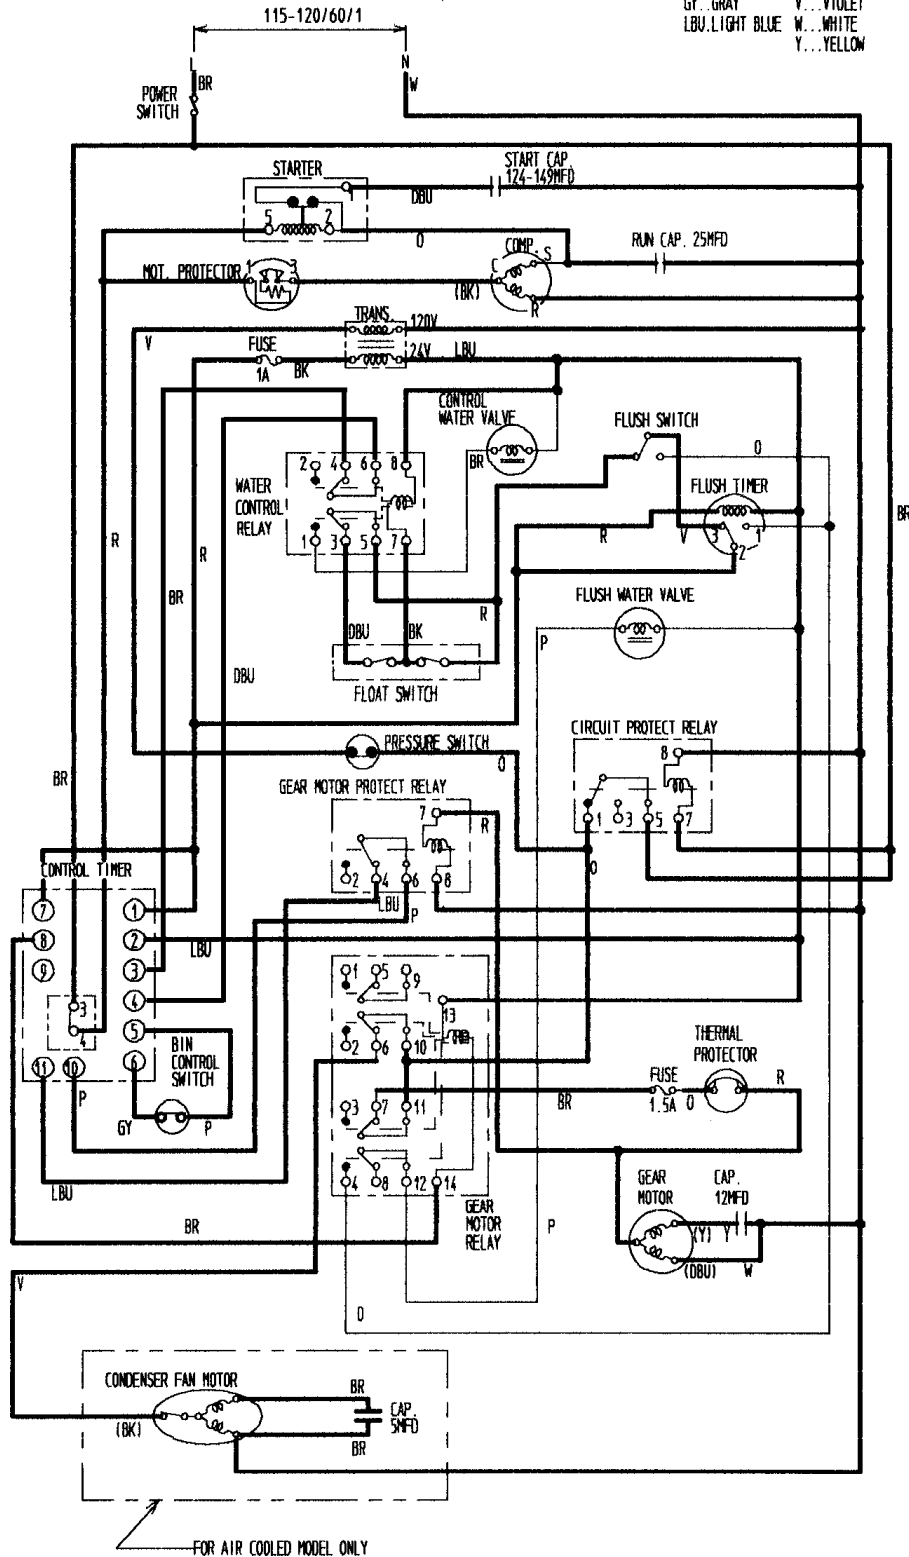 115-120/60/1
GY..GRAY V...VIOLET
LBU.LIGHT BLUE W...WHITE
Y...YELLOW
L
BR
N
W
POWER
SWITCH
STARTER
START CAP.
124-149MFD
DBU
5
2
O
RUN CAP. 25MFD
MOT. PROTECTOR
1
3
COMP.
C
S
R
(BK)
TRANS.
120V
V
FUSE
1A
BK
24V
LBU
CONTROL
WATER VALVE
BR
FLUSH SWITCH
O
FLUSH TIMER
R
V
3
1
2
BR
2 4 6 8
WATER
CONTROL
RELAY
1 3 5 7
R
R
BR
DBU
DBU
BK
R
FLOAT SWITCH
FLUSH WATER VALVE
P
PRESSURE SWITCH
O
CIRCUIT PROTECT RELAY
8
1 3 5 7
O
BR
GEAR MOTOR PROTECT RELAY
7
R
2 4 6 8
LBU
P
CONTROL TIMER
7
1
8
2
LBU
9
3
4
3
4
5
BIN
CONTROL
SWITCH
11
10
6
P
GY
P
LBU
BR
V
1 5 9
13
2 6 10
3 7 11
4 8 12 14
GEAR
MOTOR
RELAY
BR
FUSE
1.5A
O
THERMAL
PROTECTOR
R
GEAR
MOTOR
CAP.
12MFD
(Y)
Y
(DBU)
W
P
O
CONDENSER FAN MOTOR
(BK)
BR
CAP.
5MFD
BR
FOR AIR COOLED MODEL ONLY